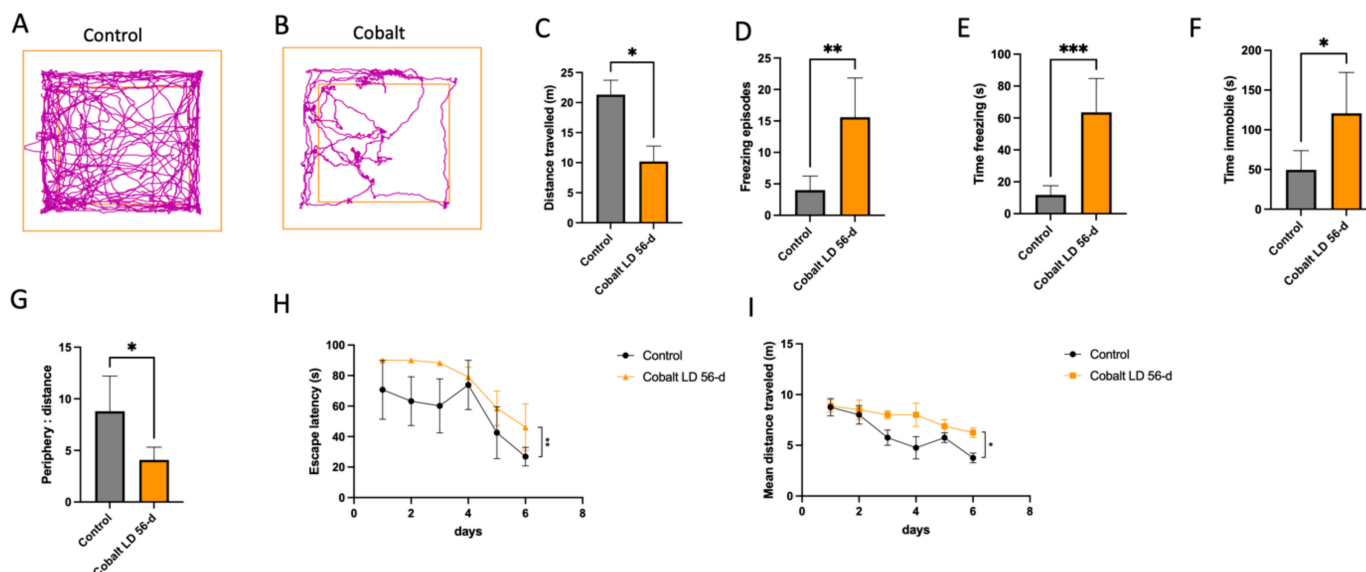 A
Control
B
Cobalt
C
*
Distance travelled (m)
25
20
15
10
5
0
Control
Cobalt LD 56-d
D
**
Freezing episodes
25
20
15
10
5
0
Control
Cobalt LD 56-d
E
***
Time freezing (s)
100
80
60
40
20
0
Control
Cobalt LD 56-d
F
*
Time immobile (s)
200
150
100
50
0
Control
Cobalt LD 56-d
G
*
Periphery : distance
15
10
5
0
Control
Cobalt LD 56-d
H
Escape latency (s)
100
80
60
40
20
0
0
2
4
6
8
days
Control
Cobalt LD 56-d
**
I
Mean distance traveled (m)
15
10
5
0
0
2
4
6
8
days
Control
Cobalt LD 56-d
*